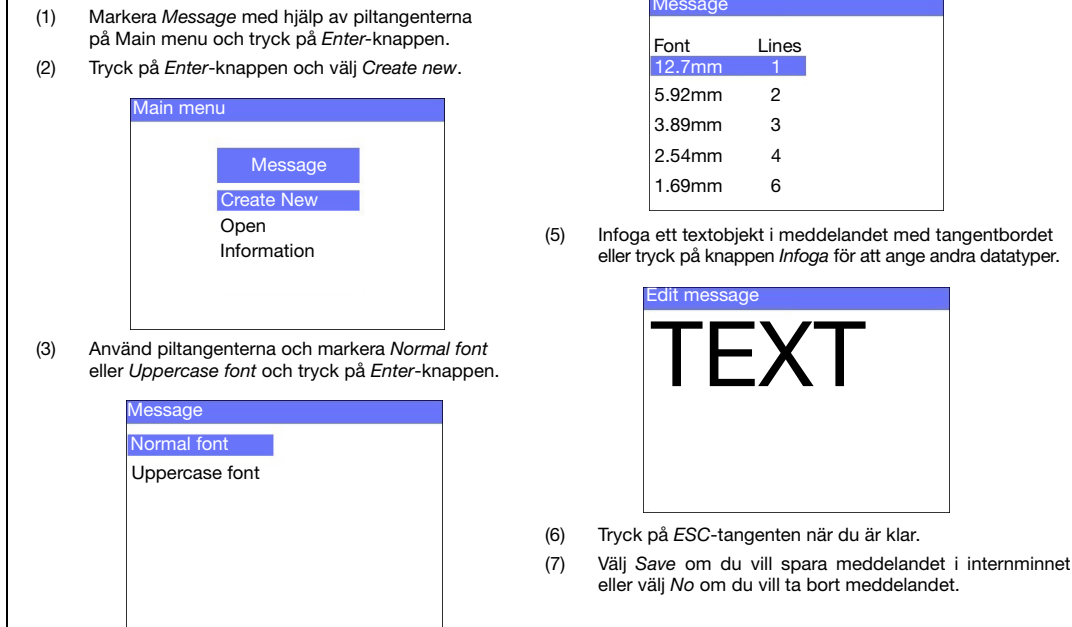 (1) Markera Message med hjälp av piltangenterna
på Main menu och tryck på Enter-knappen.
(2) Tryck på Enter-knappen och välj Create new.
Main menu
Message
Create New
Open
Information
(3) Använd piltangenterna och markera Normal font
eller Uppercase font och tryck på Enter-knappen.
Message
Normal font
Uppercase font
Message
Font Lines
12.7mm 1
5.92mm 2
3.89mm 3
2.54mm 4
1.69mm 6
(5) Infoga ett textobjekt i meddelandet med tangentbordet
eller tryck på knappen Infoga för att ange andra datatyper.
Edit message
TEXT
(6) Tryck på ESC-tangenten när du är klar.
(7) Välj Save om du vill spara meddelandet i internminnet
eller välj No om du vill ta bort meddelandet.